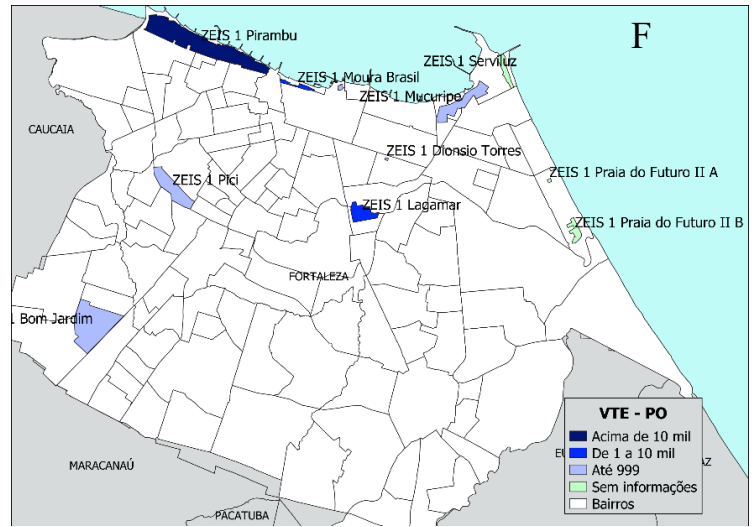 F
ZEIS 1 Pirambu
ZEIS 1 Serviluz
ZEIS 1 Moura Brasil
ZEIS 1 Mucuripe
CAUCAIA
ZEIS 1 Dionsio Torres
ZEIS 1 Pici
ZEIS 1 Praia do Futuro II A
ZEIS 1 Lagamar
ZEIS 1 Praia do Futuro II B
FORTALEZA
1 Bom Jardim
VTE - PO
Acima de 10 mil
De 1 a 10 mil
Até 999
Sem informações
Bairros
EU
AZ
MARACANAÚ
PACATUBA